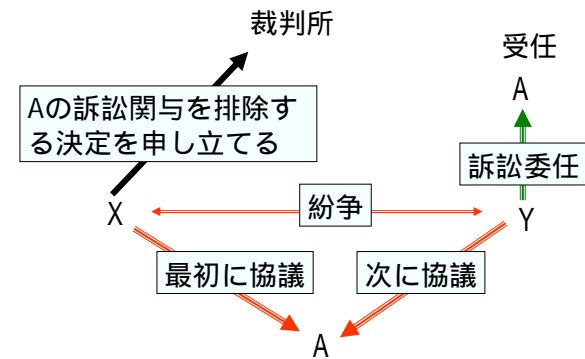 裁判所
受任
A
Aの訴訟関与を排除す
る決定を申し立てる
訴訟委任
紛争
X
Y
最初に協議
次に協議
A